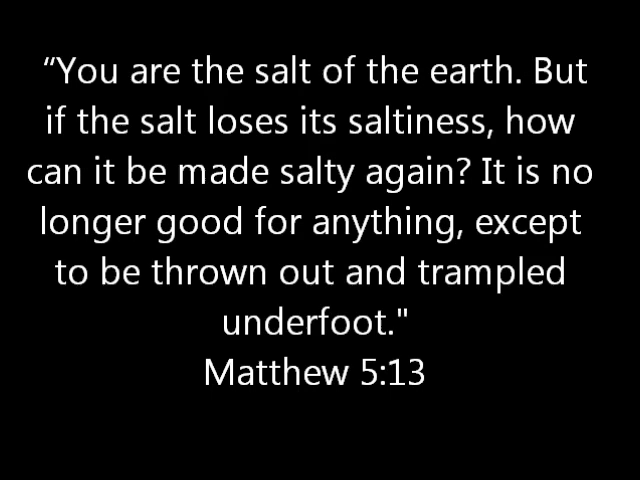 “You are the salt of the earth. But
if the salt loses its saltiness, how
can it be made salty again? It is no
longer good for anything, except
to be thrown out and trampled
underfoot."
Matthew 5:13